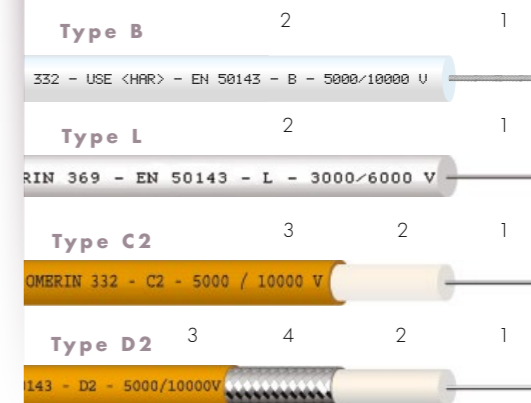 Type B 2 1
332 - USE <HAR> - EN 50143 - B - 5000/10000 V
Type L 2 1
RIN 369 - EN 50143 - L - 3000/6000 V
Type C2 3 2 1
OMERIN 332 - C2 - 5000 / 10000 V
Type D2 3 4 2 1
143 - D2 - 5000/10000V